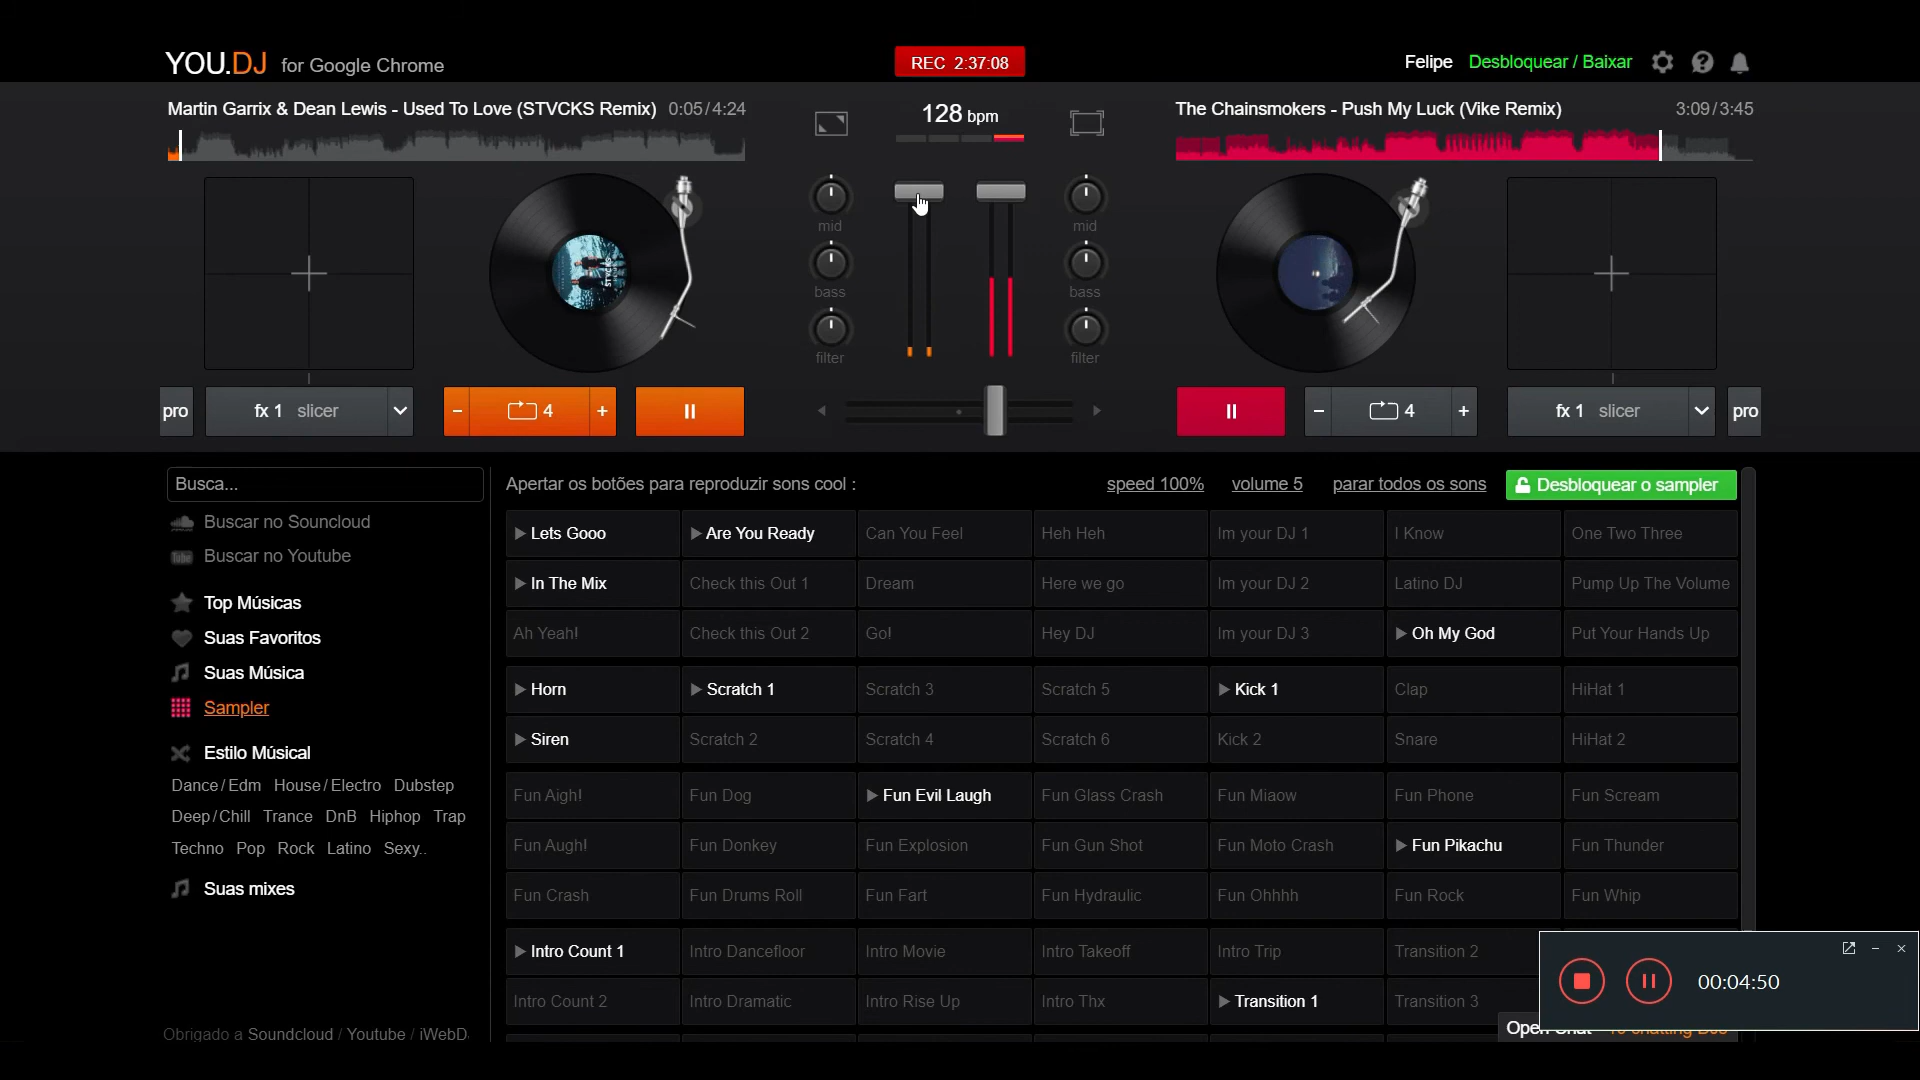 YOU.DJ for Google Chrome
REC 2:37:08
Felipe Desbloquear / Baixar
Martin Garrix & Dean Lewis - Used To Love (STVCKS Remix) 0:05/4:24
128 bpm
The Chainsmokers - Push My Luck (Vike Remix) 3:09/3:45
STVCKS
mid
mid
bass
bass
filter
filter
pro
fx 1 slicer
- 4 +
- 4 +
fx 1 slicer
pro
Busca...
Apertar os botões para reproduzir sons cool :
speed 100%
volume 5
parar todos os sons
Desbloquear o sampler
Buscar no Souncloud
Buscar no Youtube
Top Músicas
Suas Favoritos
Suas Música
Sampler
Estilo Músical
Dance/Edm House/Electro Dubstep
Deep/Chill Trance DnB Hiphop Trap
Techno Pop Rock Latino Sexy..
Suas mixes
Obrigado a Soundcloud / Youtube / iWebD
Lets Gooo Are You Ready Can You Feel Heh Heh Im your DJ 1 I Know One Two Three
In The Mix Check this Out 1 Dream Here we go Im your DJ 2 Latino DJ Pump Up The Volume
Ah Yeah! Check this Out 2 Go! Hey DJ Im your DJ 3 Oh My God Put Your Hands Up
Horn Scratch 1 Scratch 3 Scratch 5 Kick 1 Clap HiHat 1
Siren Scratch 2 Scratch 4 Scratch 6 Kick 2 Snare HiHat 2
Fun Aigh! Fun Dog Fun Evil Laugh Fun Glass Crash Fun Miaow Fun Phone Fun Scream
Fun Augh! Fun Donkey Fun Explosion Fun Gun Shot Fun Moto Crash Fun Pikachu Fun Thunder
Fun Crash Fun Drums Roll Fun Fart Fun Hydraulic Fun Ohhhh Fun Rock Fun Whip
Intro Count 1 Intro Dancefloor Intro Movie Intro Takeoff Intro Trip Transition 2
Intro Count 2 Intro Dramatic Intro Rise Up Intro Thx Transition 1 Transition 3
00:04:50
Open Chat